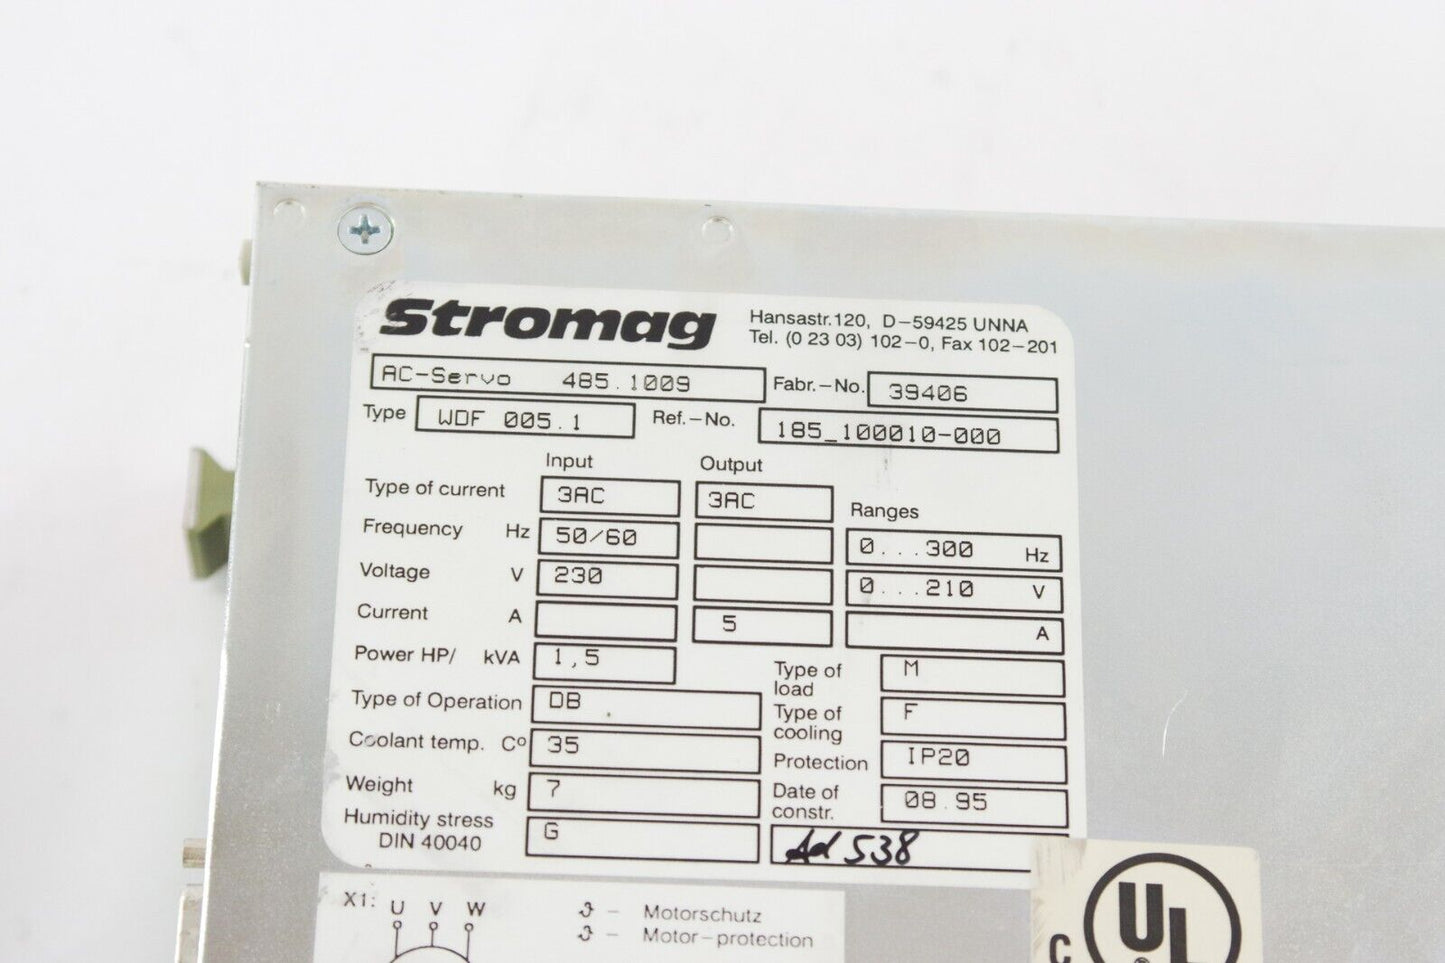 Stromag
Hansastr.120, D-59425 UNNA
Tel. (0 23 03) 102-0, Fax 102-201
AC-Servo 485.1009
Fabr.-No. 39406
Type WDF 005.1
Ref.-No. 185_100010-000
Input Output
Type of current 3AC 3AC
Ranges
Frequency Hz 50/60 0...300 Hz
Voltage V 230 0...210 V
Current A 5 A
Power HP/ kVA 1,5
Type of load M
Type of Operation DB
Type of cooling F
Coolant temp. C° 35
Protection IP20
Weight kg 7
Date of constr. 08.95
Humidity stress
DIN 40040 G
Ad 538
X1: U V W
ϑ - Motorschutz
ϑ - Motor-protection
C UL ®